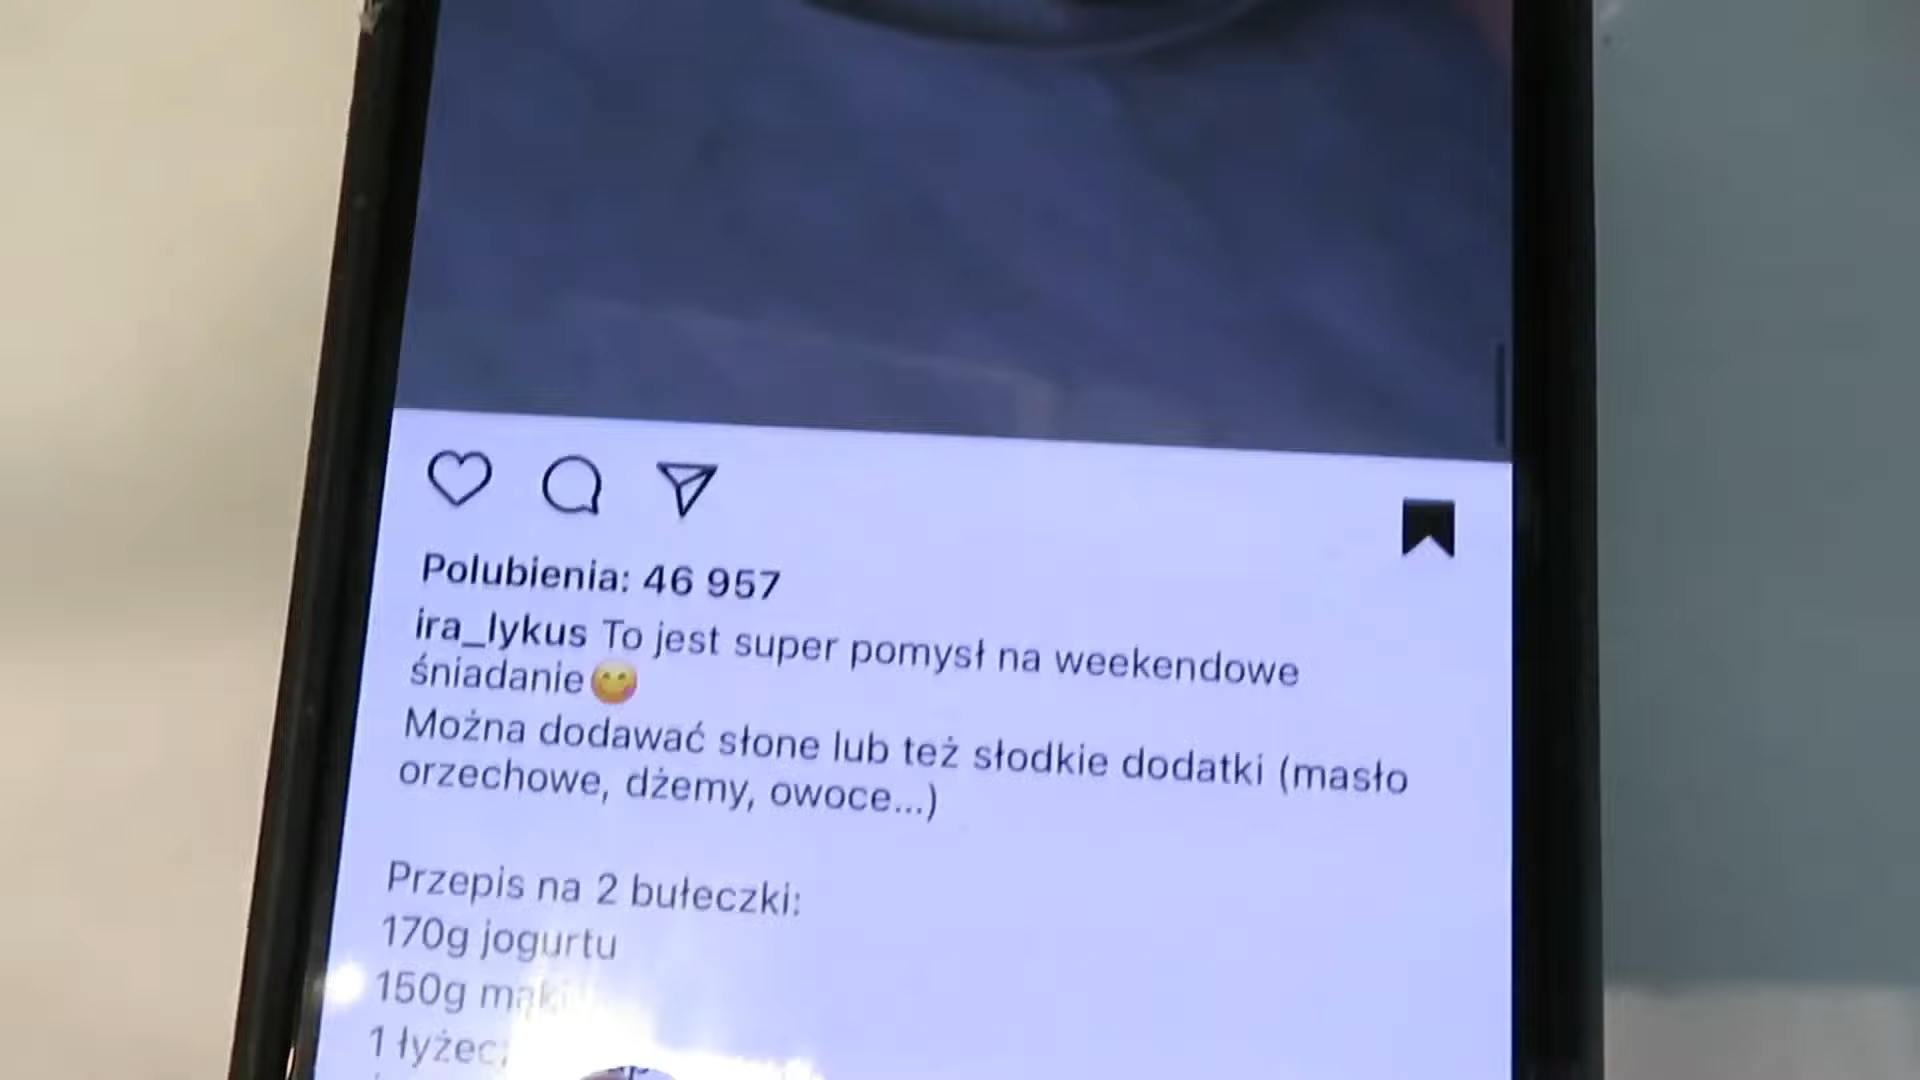 Polubienia: 46 957
ira_lykus To jest super pomysł na weekendowe
śniadanie😋
Można dodawać słone lub też słodkie dodatki (masło
orzechowe, dżemy, owoce...)
Przepis na 2 bułeczki:
170g jogurtu
150g mąki
1